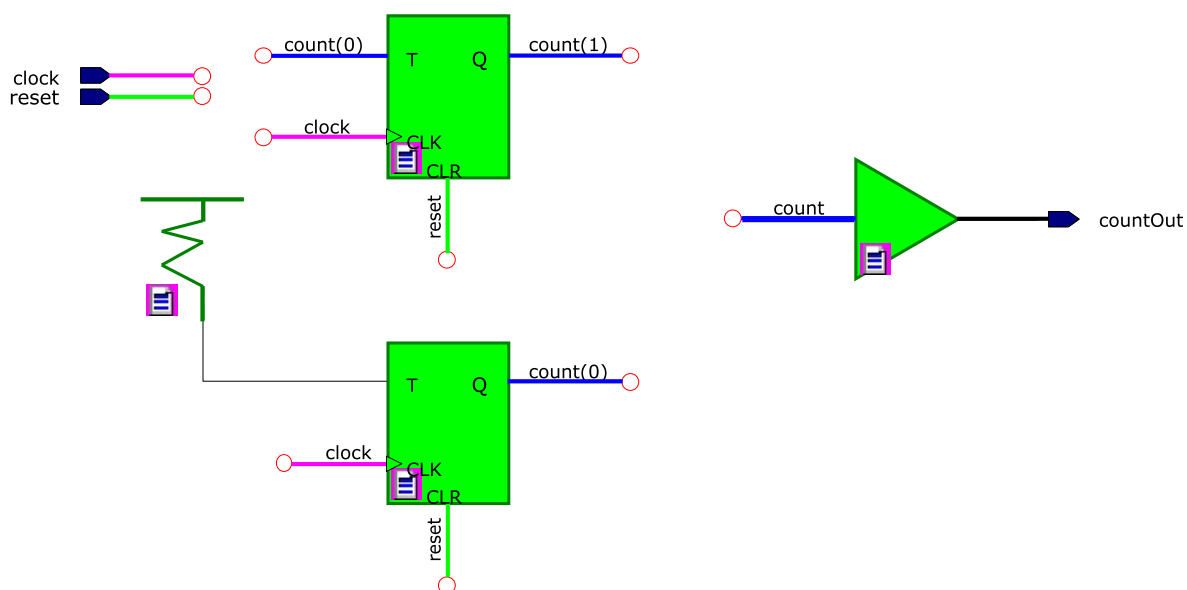 count(0)
T
Q
count(1)
clock
reset
clock
CLK
CLR
reset
count
countOut
T
Q
count(0)
clock
CLK
CLR
reset